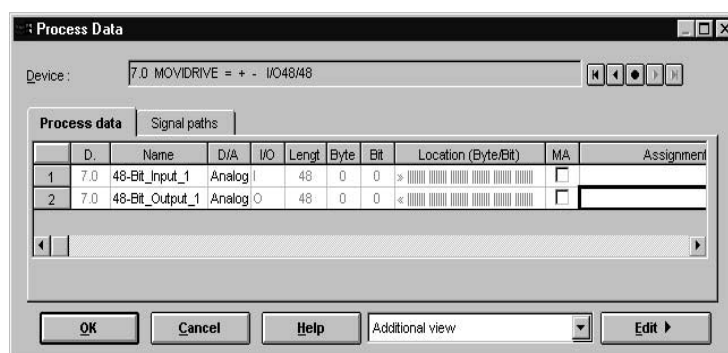 Process Data
Device : 7.0 MOVIDRIVE = + - I/O48/48
Process data Signal paths
D. Name D/A I/O Lengt Byte Bit Location (Byte/Bit) MA Assignment
1 7.0 48-Bit_Input_1 Analog I 48 0 0 »
2 7.0 48-Bit_Output_1 Analog O 48 0 0 «
OK Cancel Help Additional view Edit